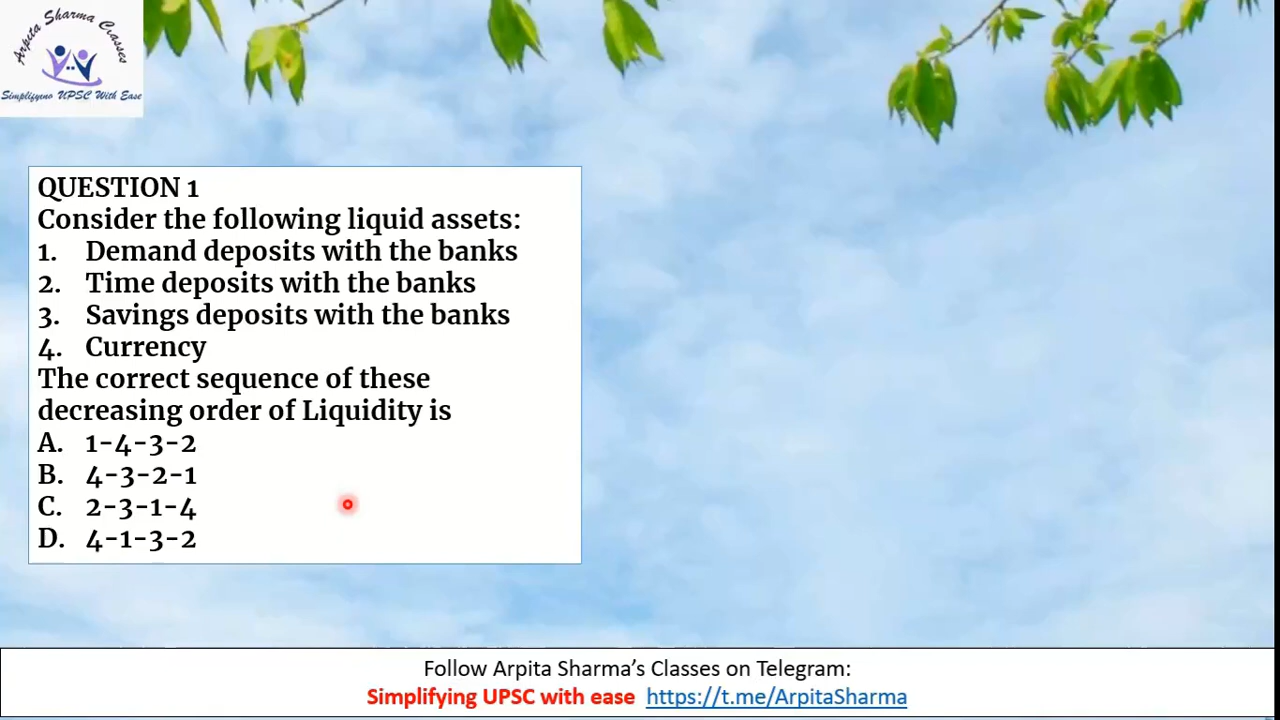 Arpita Sharma Classes
Simplifying UPSC With Ease
QUESTION 1
Consider the following liquid assets:
1. Demand deposits with the banks
2. Time deposits with the banks
3. Savings deposits with the banks
4. Currency
The correct sequence of these
decreasing order of Liquidity is
A. 1-4-3-2
B. 4-3-2-1
C. 2-3-1-4
D. 4-1-3-2
Follow Arpita Sharma’s Classes on Telegram:
Simplifying UPSC with ease https://t.me/ArpitaSharma